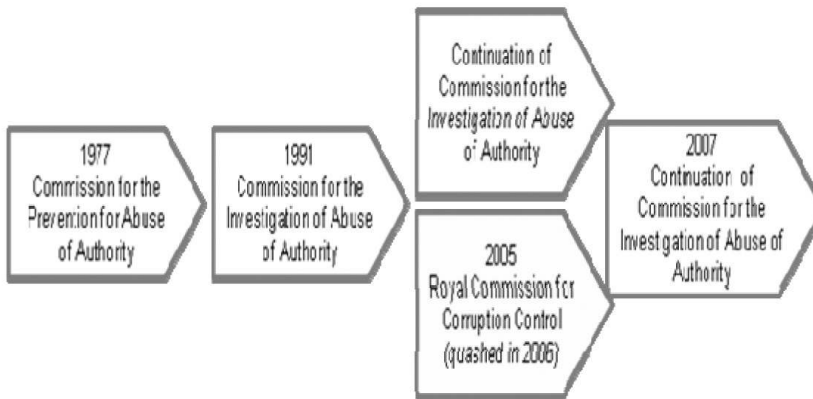 1977
Commission for the
Prevention for Abuse
of Authority
1991
Commission for the
Investigation of Abuse
of Authority
Continuation of
Commission for the
Investigation of Abuse
of Authority
2005
Royal Commission for
Corruption Control
(quashed in 2006)
2007
Continuation of
Commission for the
Investigation of Abuse of
Authority